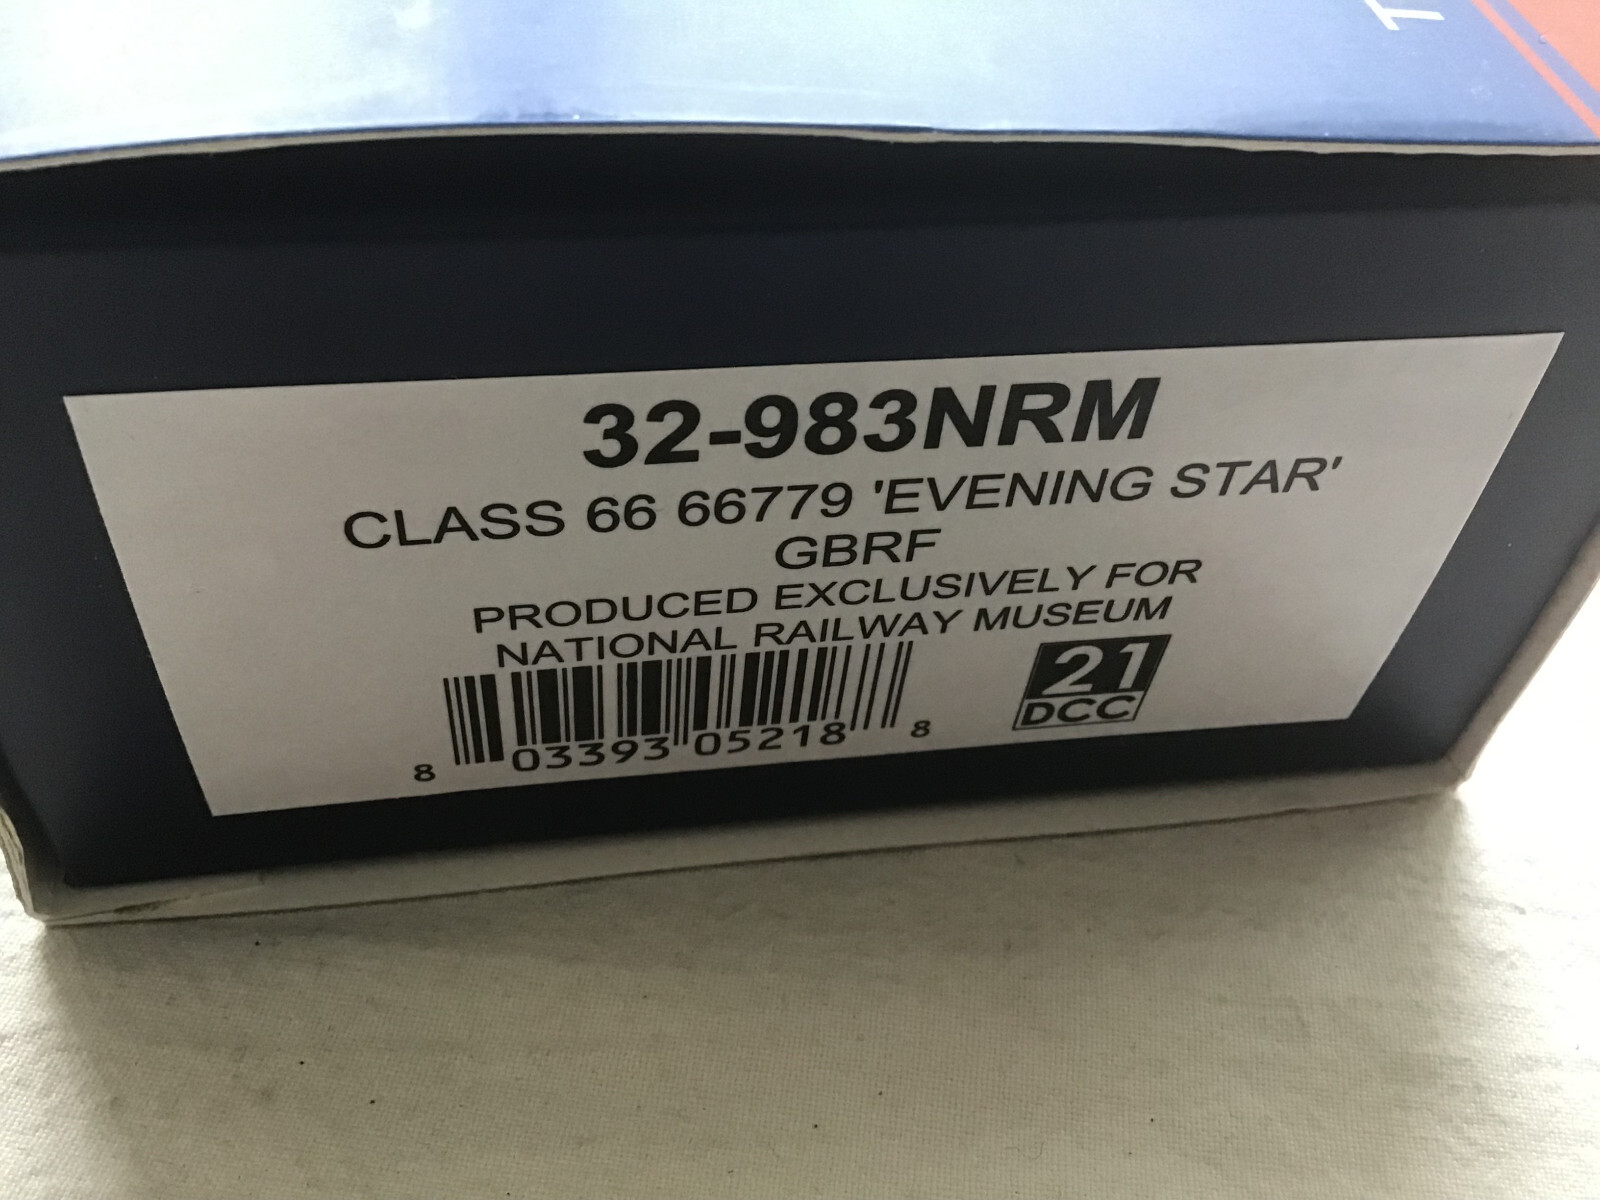 T
32-983NRM
CLASS 66 66779 'EVENING STAR'
GBRF
PRODUCED EXCLUSIVELY FOR
NATIONAL RAILWAY MUSEUM
8 03393 05218 8
21
DCC